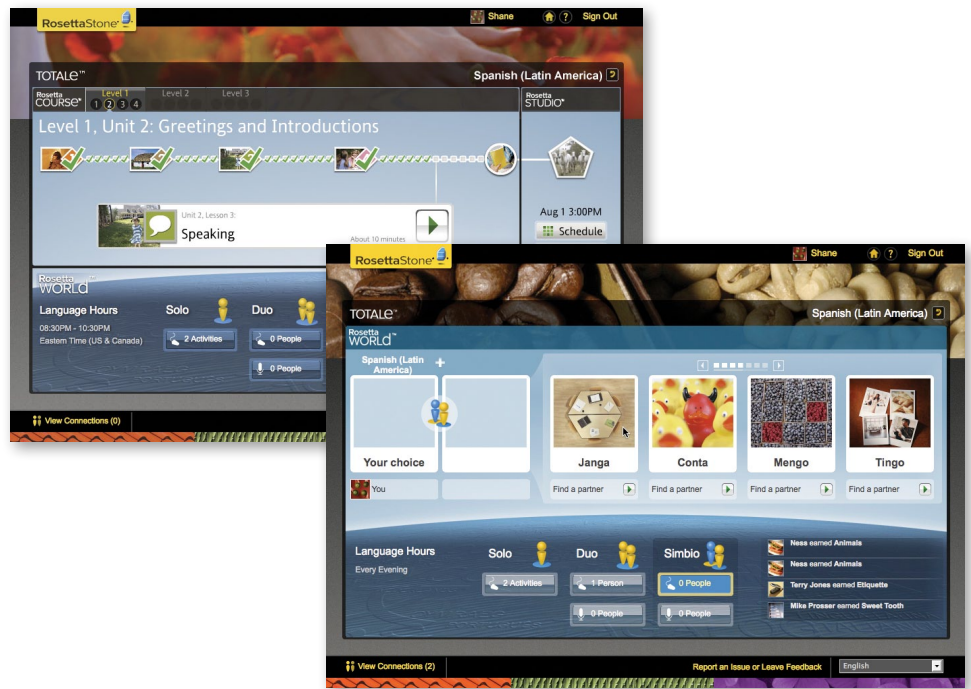 RosettaStone
Shane
?
Sign Out
TOTALe™
Spanish (Latin America)
Rosetta
COURSE®
Level 1
Level 2
Level 3
1 2 3 4
Rosetta
STUDIO®
Level 1, Unit 2: Greetings and Introductions
Unit 2, Lesson 3:
Speaking
About 10 minutes
Aug 1 3:00PM
Schedule
Rosetta
WORLD™
Language Hours
08:30PM - 10:30PM
Eastern Time (US & Canada)
Solo
2 Activities
Duo
0 People
0 People
View Connections (0)
RosettaStone
Shane
?
Sign Out
TOTALe™
Spanish (Latin America)
Rosetta
WORLD™
Spanish (Latin
America)
+
Your choice
Janga
Conta
Mengo
Tingo
You
Find a partner
Find a partner
Find a partner
Find a partner
Language Hours
Every Evening
Solo
2 Activities
Duo
1 Person
0 People
Simbio
0 People
0 People
Ness earned Animals
Ness earned Animals
Terry Jones earned Etiquette
Mike Prosser earned Sweet Tooth
View Connections (2)
Report an Issue or Leave Feedback
English